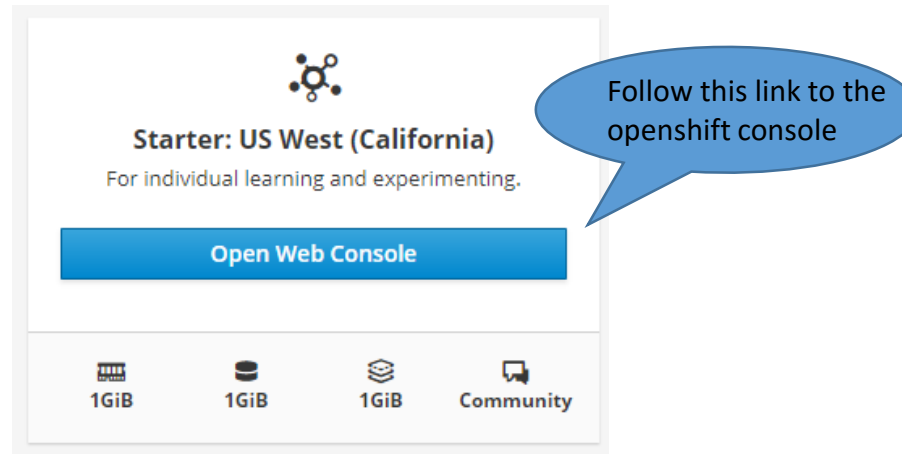 Starter: US West (California)
For individual learning and experimenting.
Open Web Console
1GiB 1GiB 1GiB Community
Follow this link to the
openshift console